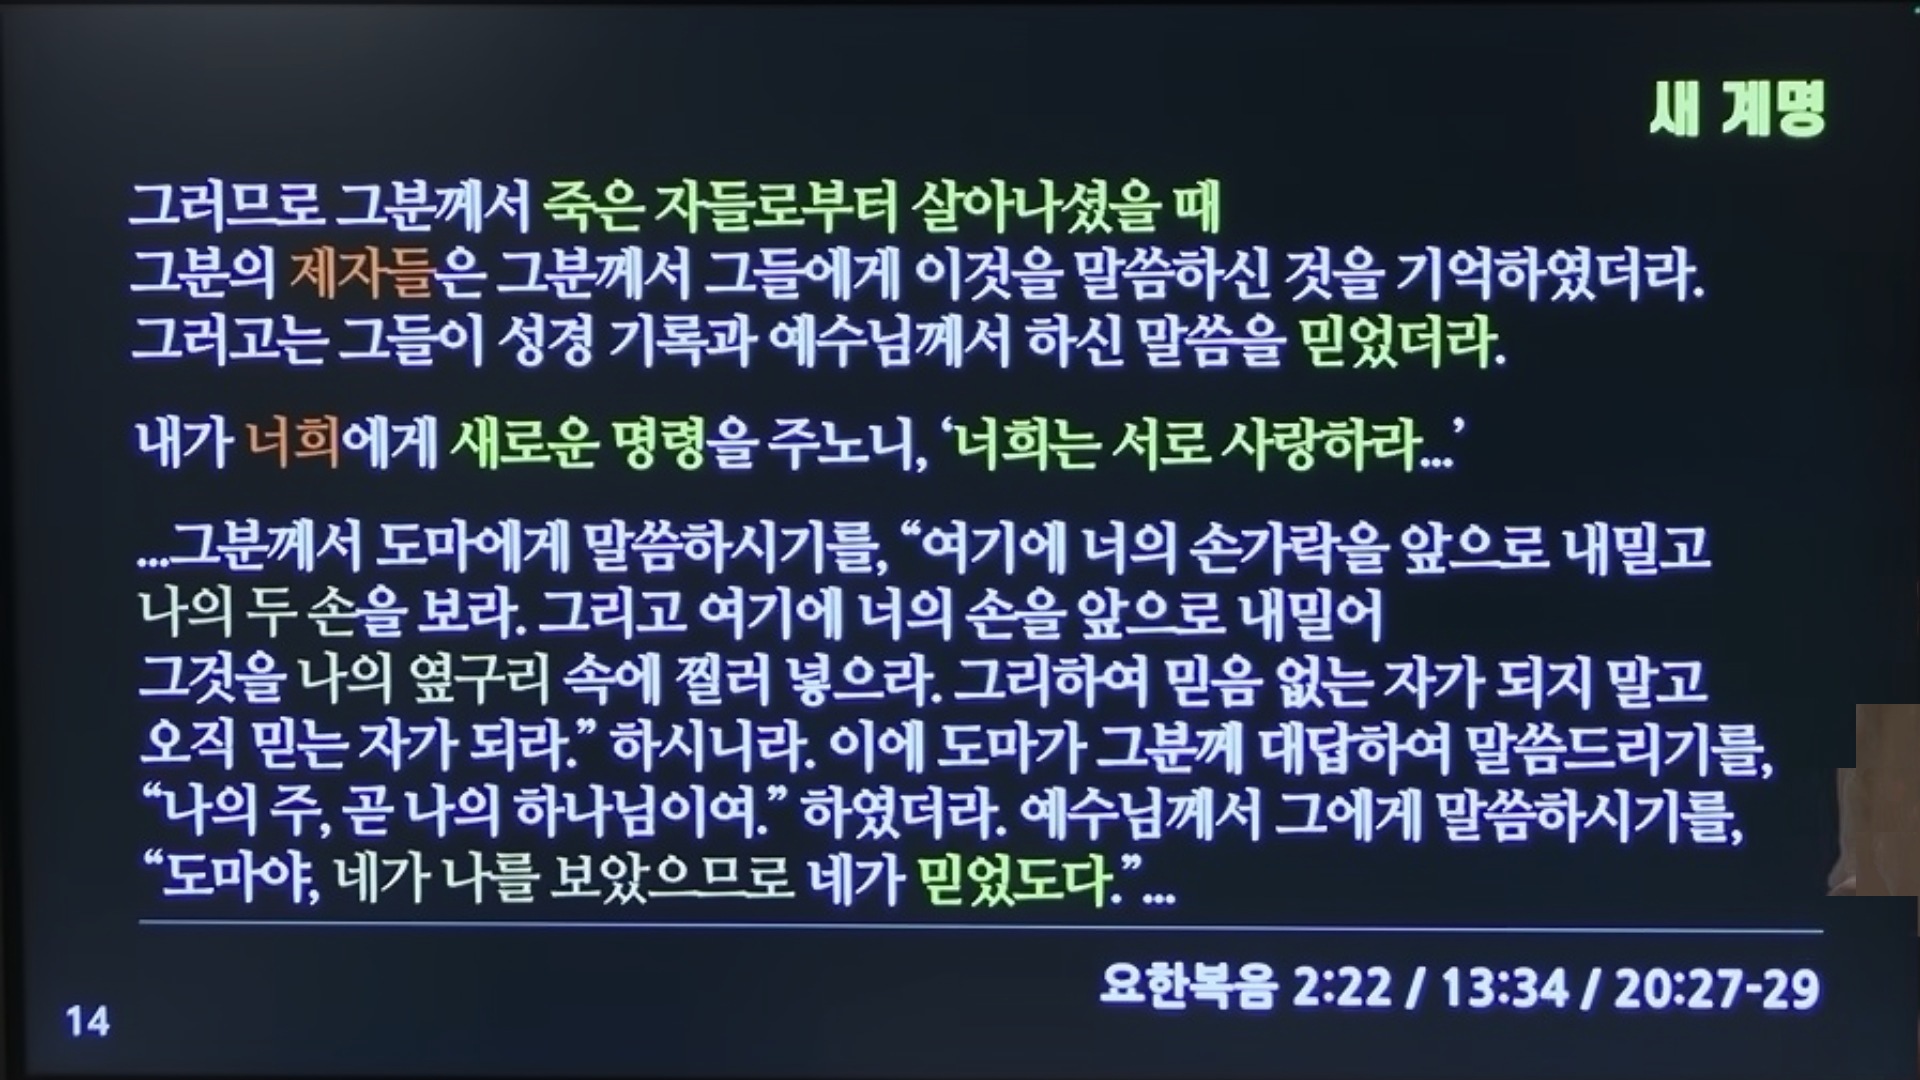 새 계명
그러므로 그분께서 죽은 자들로부터 살아나셨을 때
그분의 제자들은 그분께서 그들에게 이것을 말씀하신 것을 기억하였더라.
그러고는 그들이 성경 기록과 예수님께서 하신 말씀을 믿었더라.
내가 너희에게 새로운 명령을 주노니, ‘너희는 서로 사랑하라...’
...그분께서 도마에게 말씀하시기를, “여기에 너의 손가락을 앞으로 내밀고
나의 두 손을 보라. 그리고 여기에 너의 손을 앞으로 내밀어
그것을 나의 옆구리 속에 찔러 넣으라. 그리하여 믿음 없는 자가 되지 말고
오직 믿는 자가 되라.” 하시니라. 이에 도마가 그분께 대답하여 말씀드리기를,
“나의 주, 곧 나의 하나님이여.” 하였더라. 예수님께서 그에게 말씀하시기를,
“도마야, 네가 나를 보았으므로 네가 믿었도다.”...
요한복음 2:22 / 13:34 / 20:27-29
14